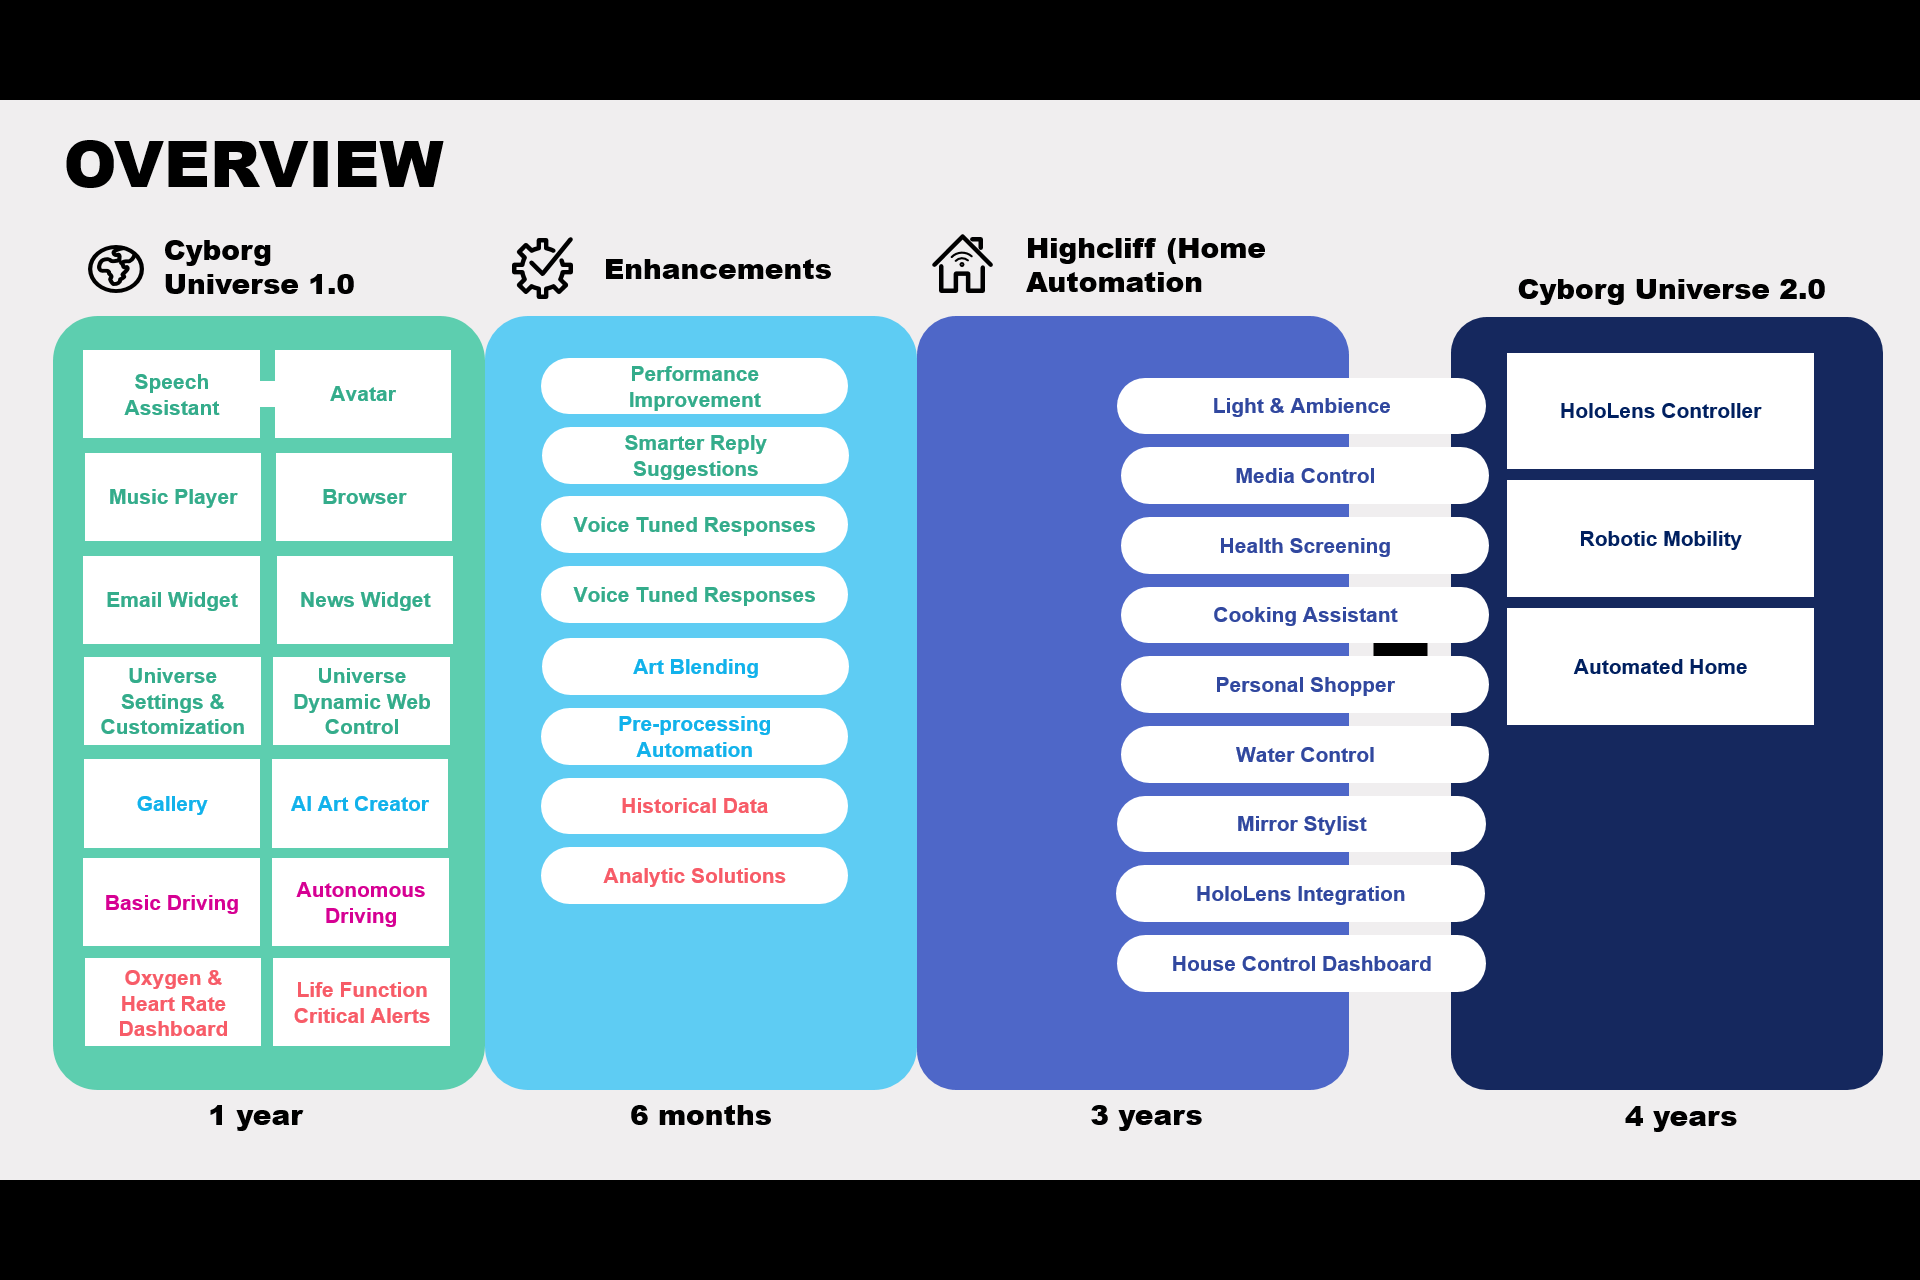 OVERVIEW
Cyborg
Universe 1.0
Speech
Assistant
Avatar
Music Player
Browser
Email Widget
News Widget
Universe
Settings &
Customization
Universe
Dynamic Web
Control
Gallery
AI Art Creator
Basic Driving
Autonomous
Driving
Oxygen &
Heart Rate
Dashboard
Life Function
Critical Alerts
1 year
Enhancements
Performance
Improvement
Smarter Reply
Suggestions
Voice Tuned Responses
Voice Tuned Responses
Art Blending
Pre-processing
Automation
Historical Data
Analytic Solutions
6 months
Highcliff (Home
Automation
Light & Ambience
Media Control
Health Screening
Cooking Assistant
Personal Shopper
Water Control
Mirror Stylist
HoloLens Integration
House Control Dashboard
3 years
Cyborg Universe 2.0
HoloLens Controller
Robotic Mobility
Automated Home
4 years